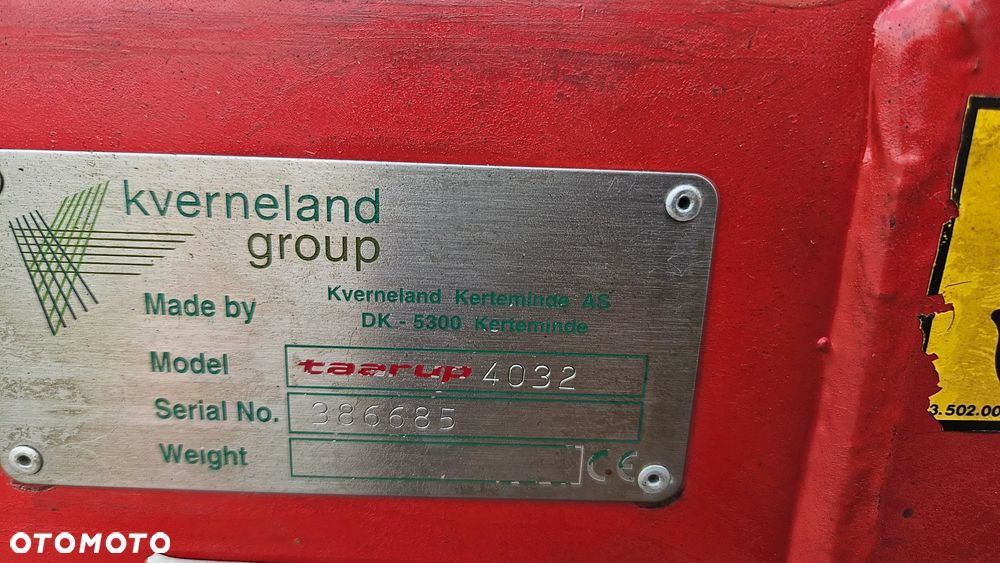 kverneland
group
Made by Kverneland Kerteminde AS
DK - 5300 Kerteminde
Model taarup 4032
Serial No. 386685
Weight CE
3.502.00
OTOMOTO